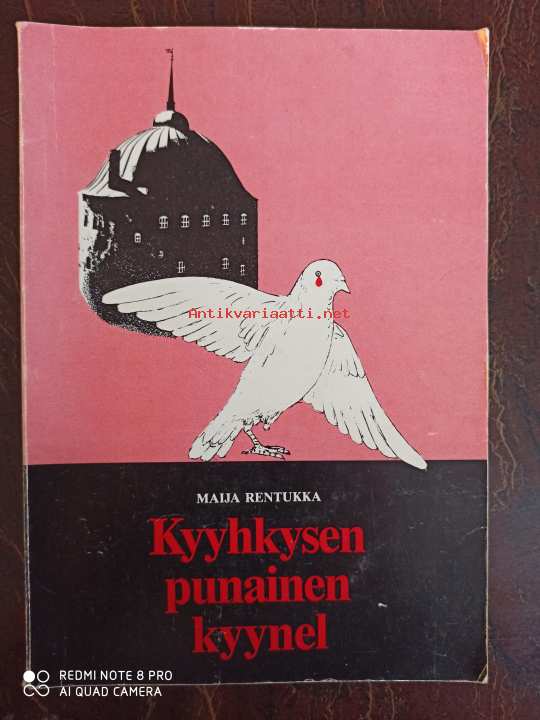 Antikvariaatti.net
MAIJA RENTUKKA
Kyyhkysen
punainen
kyynel
REDMI NOTE 8 PRO
AI QUAD CAMERA